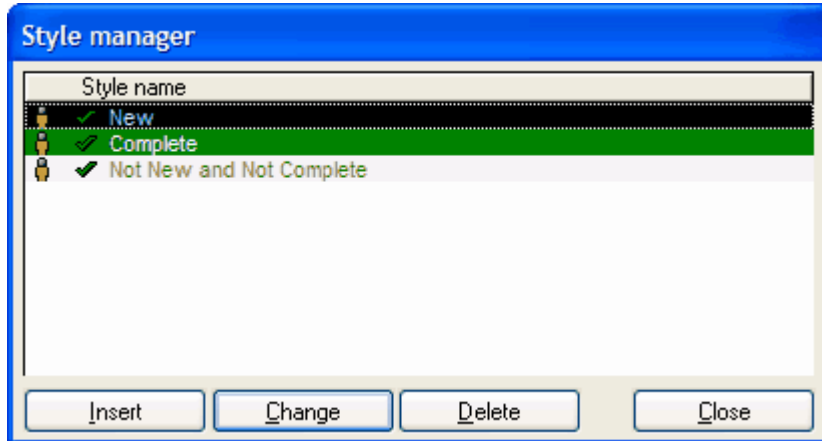 Style manager
Style name
New
Complete
Not New and Not Complete
Insert Change Delete Close